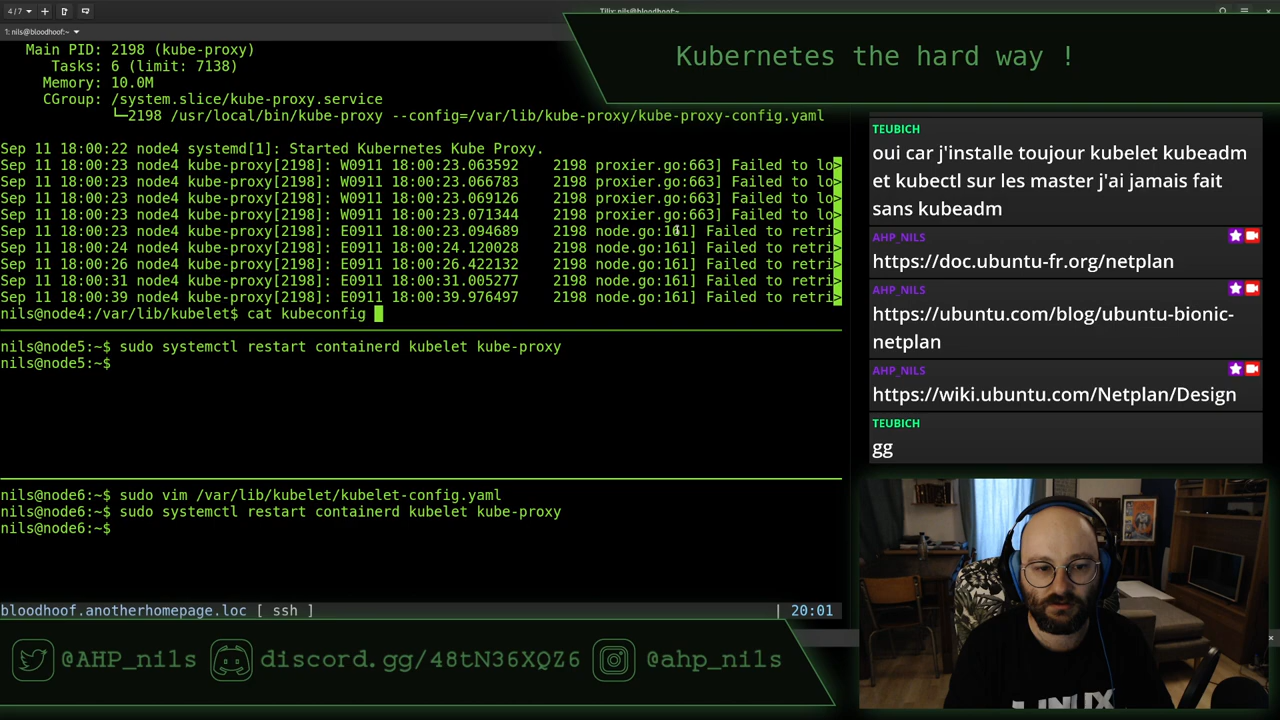 4 / 7
Tilix: nils@bloodhoof:~
1: nils@bloodhoof:~
Kubernetes the hard way !
Main PID: 2198 (kube-proxy)
Tasks: 6 (limit: 7138)
Memory: 10.0M
CGroup: /system.slice/kube-proxy.service
└─2198 /usr/local/bin/kube-proxy --config=/var/lib/kube-proxy/kube-proxy-config.yaml
Sep 11 18:00:22 node4 systemd[1]: Started Kubernetes Kube Proxy.
Sep 11 18:00:23 node4 kube-proxy[2198]: W0911 18:00:23.063592    2198 proxier.go:663] Failed to lo>
Sep 11 18:00:23 node4 kube-proxy[2198]: W0911 18:00:23.066783    2198 proxier.go:663] Failed to lo>
Sep 11 18:00:23 node4 kube-proxy[2198]: W0911 18:00:23.069126    2198 proxier.go:663] Failed to lo>
Sep 11 18:00:23 node4 kube-proxy[2198]: W0911 18:00:23.071344    2198 proxier.go:663] Failed to lo>
Sep 11 18:00:23 node4 kube-proxy[2198]: E0911 18:00:23.094689    2198 node.go:161] Failed to retri>
Sep 11 18:00:24 node4 kube-proxy[2198]: E0911 18:00:24.120028    2198 node.go:161] Failed to retri>
Sep 11 18:00:26 node4 kube-proxy[2198]: E0911 18:00:26.422132    2198 node.go:161] Failed to retri>
Sep 11 18:00:31 node4 kube-proxy[2198]: E0911 18:00:31.005277    2198 node.go:161] Failed to retri>
Sep 11 18:00:39 node4 kube-proxy[2198]: E0911 18:00:39.976497    2198 node.go:161] Failed to retri>
nils@node4:/var/lib/kubelet$ cat kubeconfig
nils@node5:~$ sudo systemctl restart containerd kubelet kube-proxy
nils@node5:~$
nils@node6:~$ sudo vim /var/lib/kubelet/kubelet-config.yaml
nils@node6:~$ sudo systemctl restart containerd kubelet kube-proxy
nils@node6:~$
bloodhoof.anotherhomepage.loc [ ssh ] | 20:01
TEUBICH
oui car j'installe toujour kubelet kubeadm
et kubectl sur les master j'ai jamais fait
sans kubeadm
AHP_NILS
https://doc.ubuntu-fr.org/netplan
AHP_NILS
https://ubuntu.com/blog/ubuntu-bionic-
netplan
AHP_NILS
https://wiki.ubuntu.com/Netplan/Design
TEUBICH
gg
LINUX
@AHP_nils discord.gg/48tN36XQZ6 @ahp_nils